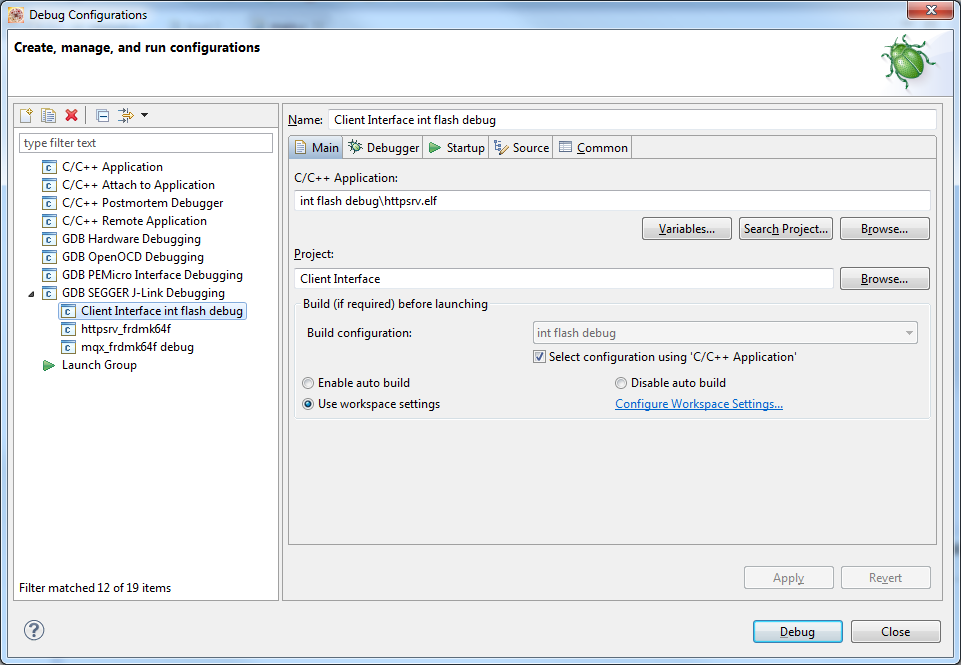 Debug Configurations
Create, manage, and run configurations
type filter text
C/C++ Application
C/C++ Attach to Application
C/C++ Postmortem Debugger
C/C++ Remote Application
GDB Hardware Debugging
GDB OpenOCD Debugging
GDB PEMicro Interface Debugging
GDB SEGGER J-Link Debugging
Client Interface int flash debug
httpsrv_frdmk64f
mqx_frdmk64f debug
Launch Group
Filter matched 12 of 19 items
Name: Client Interface int flash debug
Main Debugger Startup Source Common
C/C++ Application:
int flash debug\httpsrv.elf
Variables... Search Project... Browse...
Project:
Client Interface Browse...
Build (if required) before launching
Build configuration: int flash debug
Select configuration using 'C/C++ Application'
Enable auto build Disable auto build
Use workspace settings Configure Workspace Settings...
Apply Revert
? Debug Close